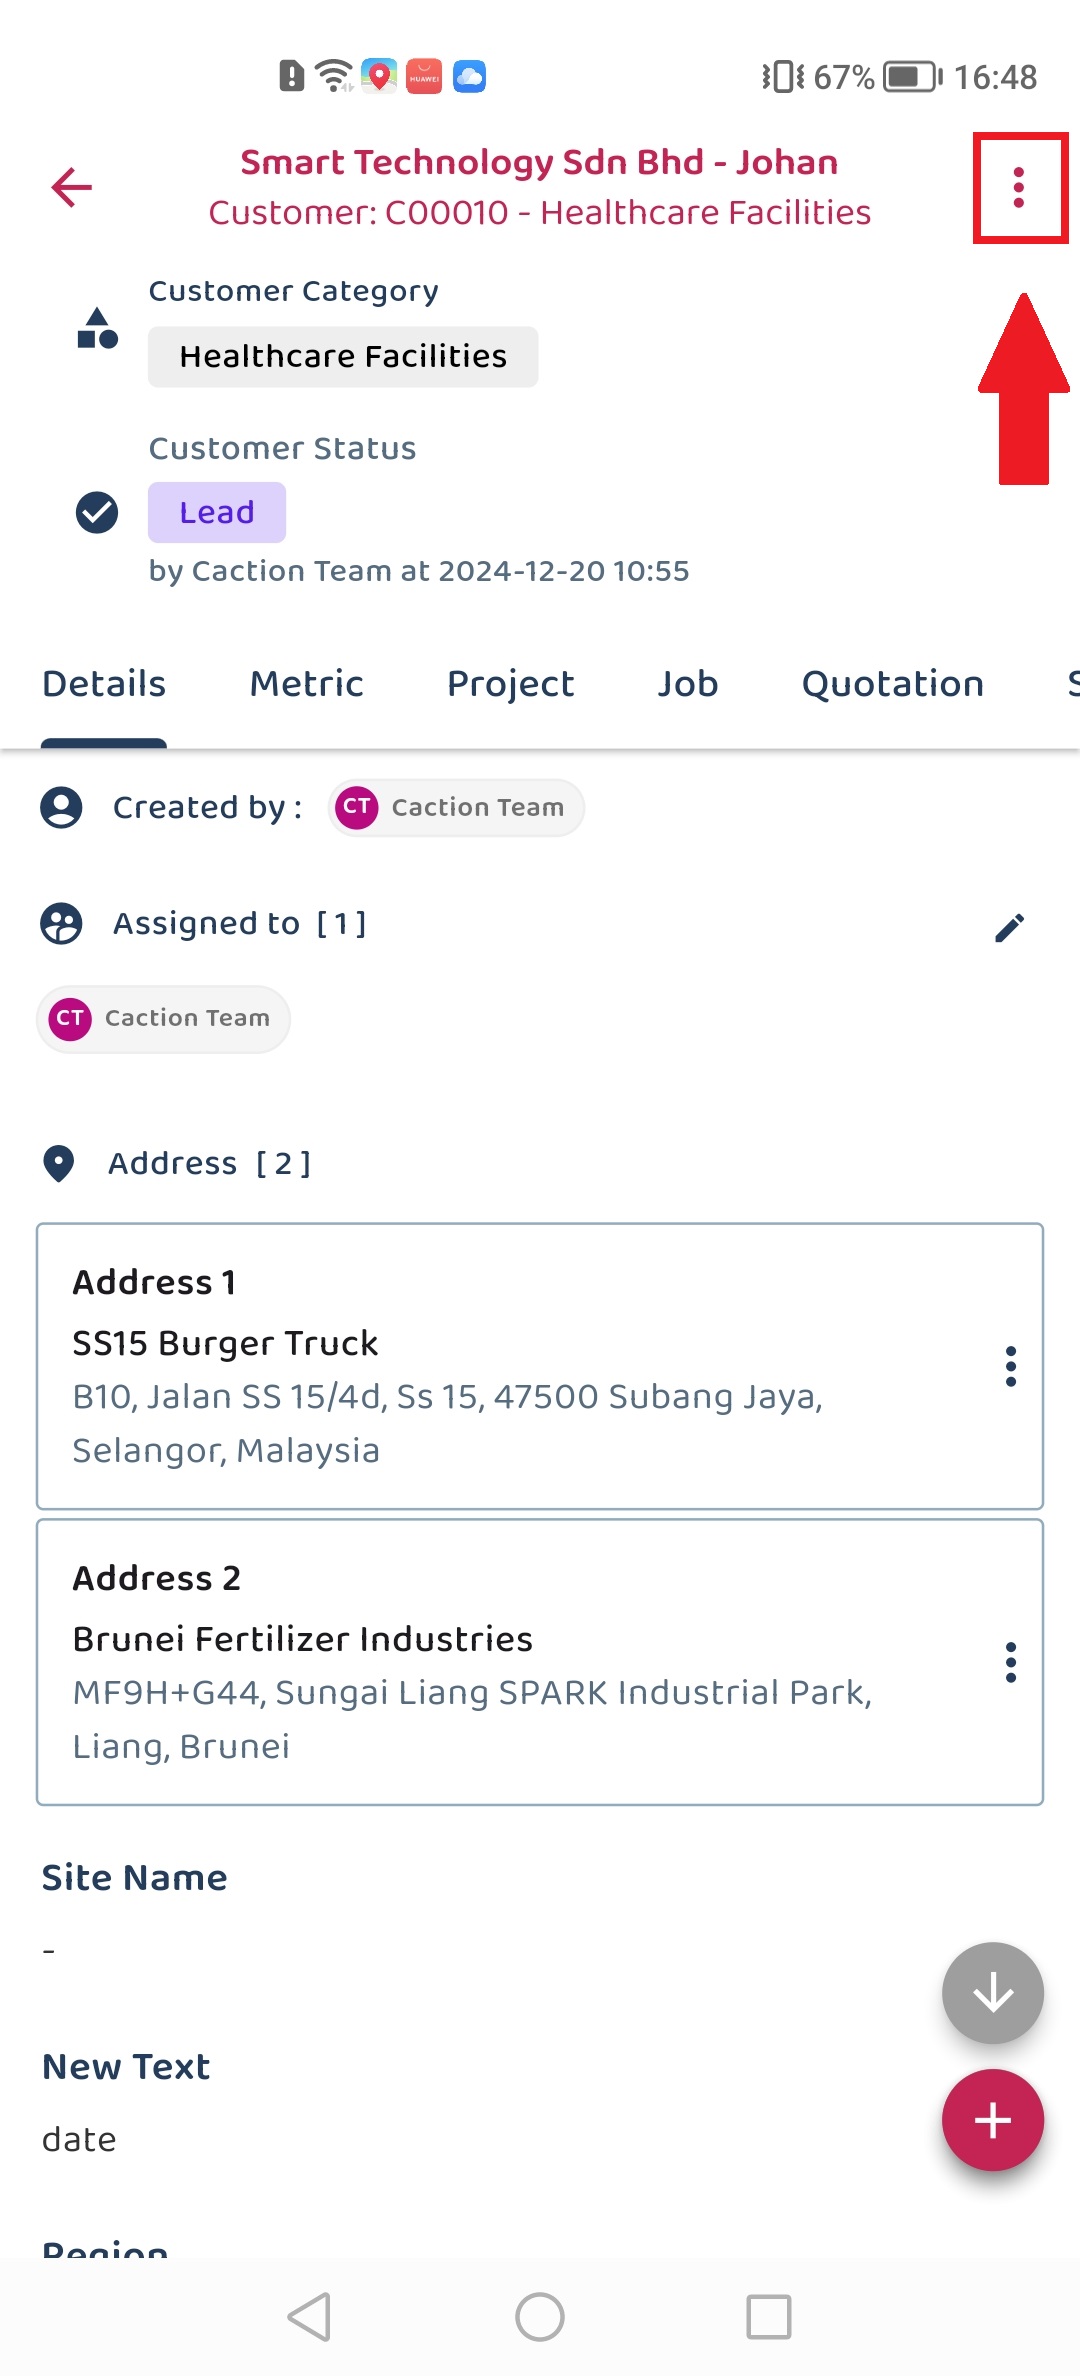 HUAWEI
67%
16:48
Smart Technology Sdn Bhd - Johan
Customer: C00010 - Healthcare Facilities
Customer Category
Healthcare Facilities
Customer Status
Lead
by Caction Team at 2024-12-20 10:55
Details Metric Project Job Quotation S
Created by : CT Caction Team
Assigned to [ 1 ]
CT Caction Team
Address [ 2 ]
Address 1
SS15 Burger Truck
B10, Jalan SS 15/4d, Ss 15, 47500 Subang Jaya,
Selangor, Malaysia
Address 2
Brunei Fertilizer Industries
MF9H+G44, Sungai Liang SPARK Industrial Park,
Liang, Brunei
Site Name
-
New Text
date
Region